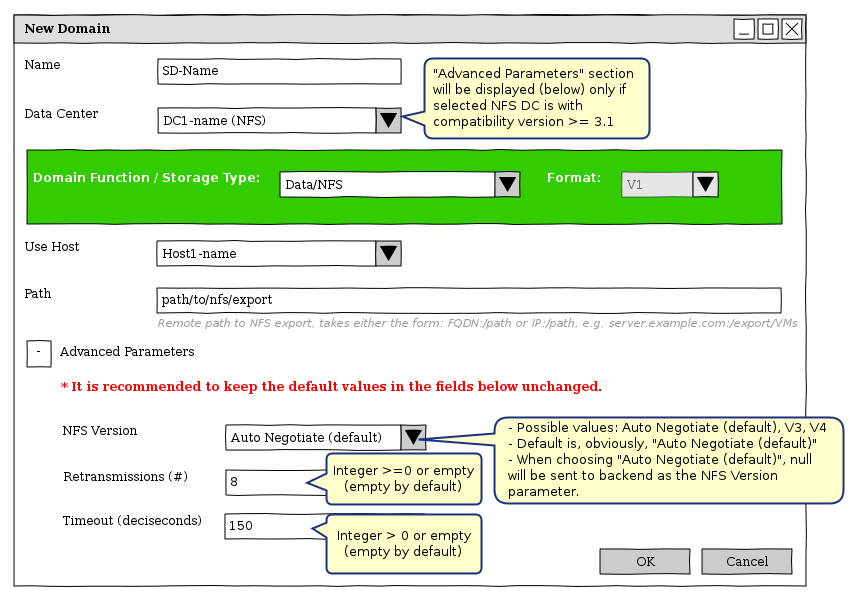 New Domain
Name
SD-Name
"Advanced Parameters" section
will be displayed (below) only if
selected NFS DC is with
compatibility version >= 3.1
Data Center
DC1-name (NFS)
Domain Function / Storage Type:
Data/NFS
Format:
V1
Use Host
Host1-name
Path
path/to/nfs/export
Remote path to NFS export, takes either the form: FQDN:/path or IP:/path, e.g. server.example.com:/export/VMs
-
Advanced Parameters
* It is recommended to keep the default values in the fields below unchanged.
NFS Version
Auto Negotiate (default)
- Possible values: Auto Negotiate (default), V3, V4
- Default is, obviously, "Auto Negotiate (default)"
- When choosing "Auto Negotiate (default)", null
will be sent to backend as the NFS Version
parameter.
Retransmissions (#)
8
Integer >=0 or empty
(empty by default)
Timeout (deciseconds)
150
Integer > 0 or empty
(empty by default)
OK
Cancel